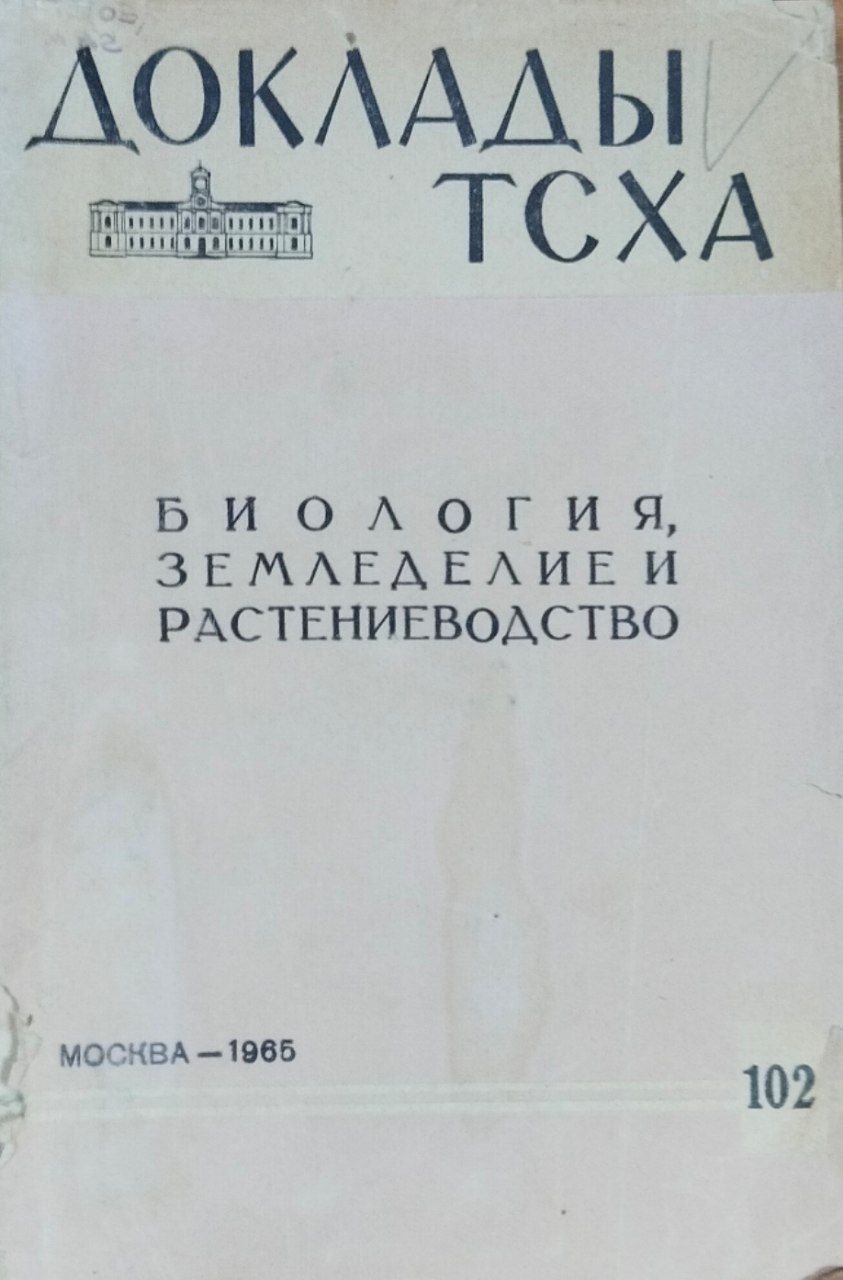 ДОКЛАДЫ
ТСХА
БИОЛОГИЯ,
ЗЕМЛЕДЕЛИЕ И
РАСТЕНИЕВОДСТВО
МОСКВА — 1965
102